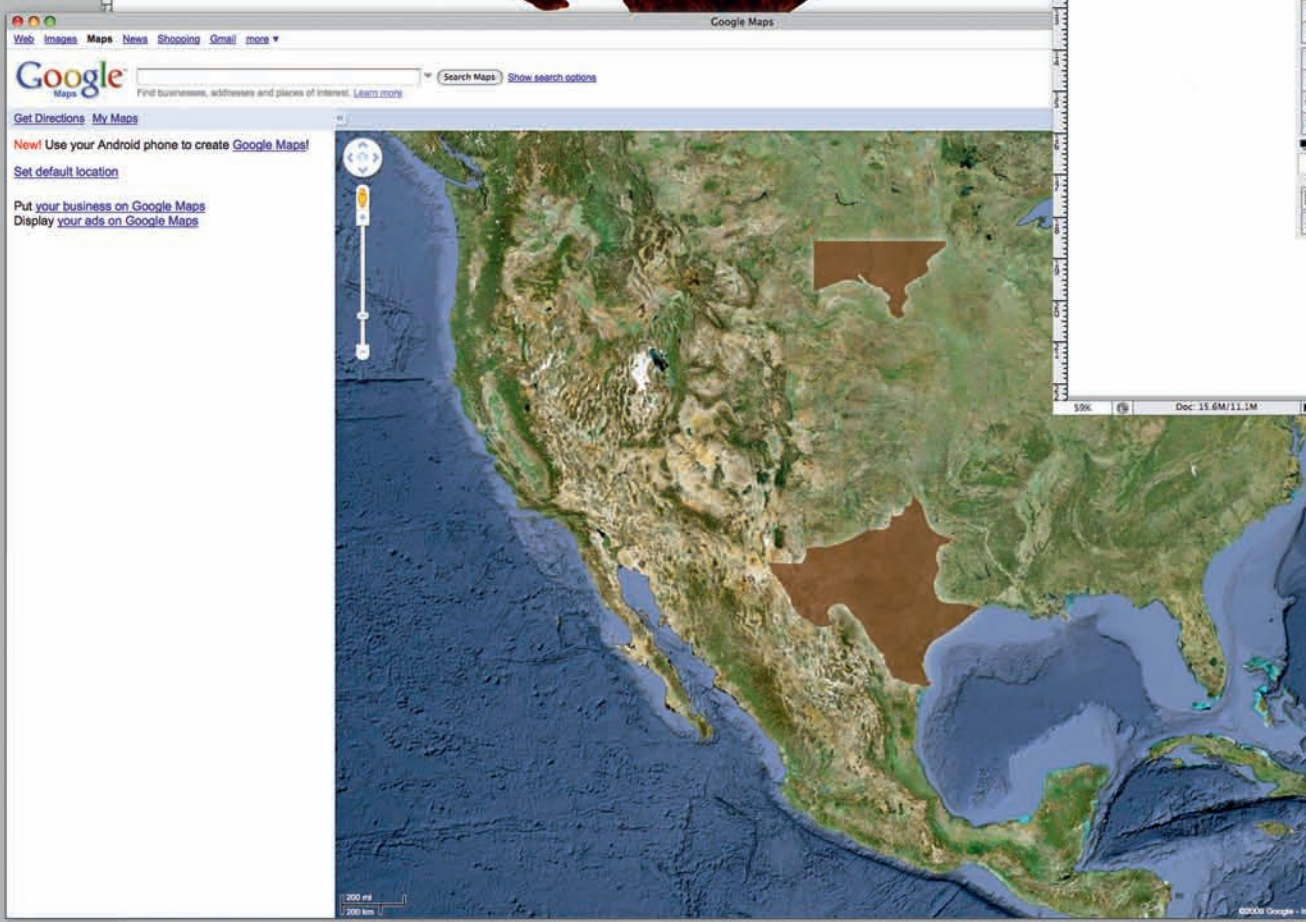 Google Maps
Web Images Maps News Shopping Gmail more ▼
Google Maps
Search Maps Show search options
Find businesses, addresses and places of interest. Learn more
Get Directions My Maps
New! Use your Android phone to create Google Maps!
Set default location
Put your business on Google Maps
Display your ads on Google Maps
59% Doc: 15.6M/11.1M
200 mi
200 km
©2009 Google -